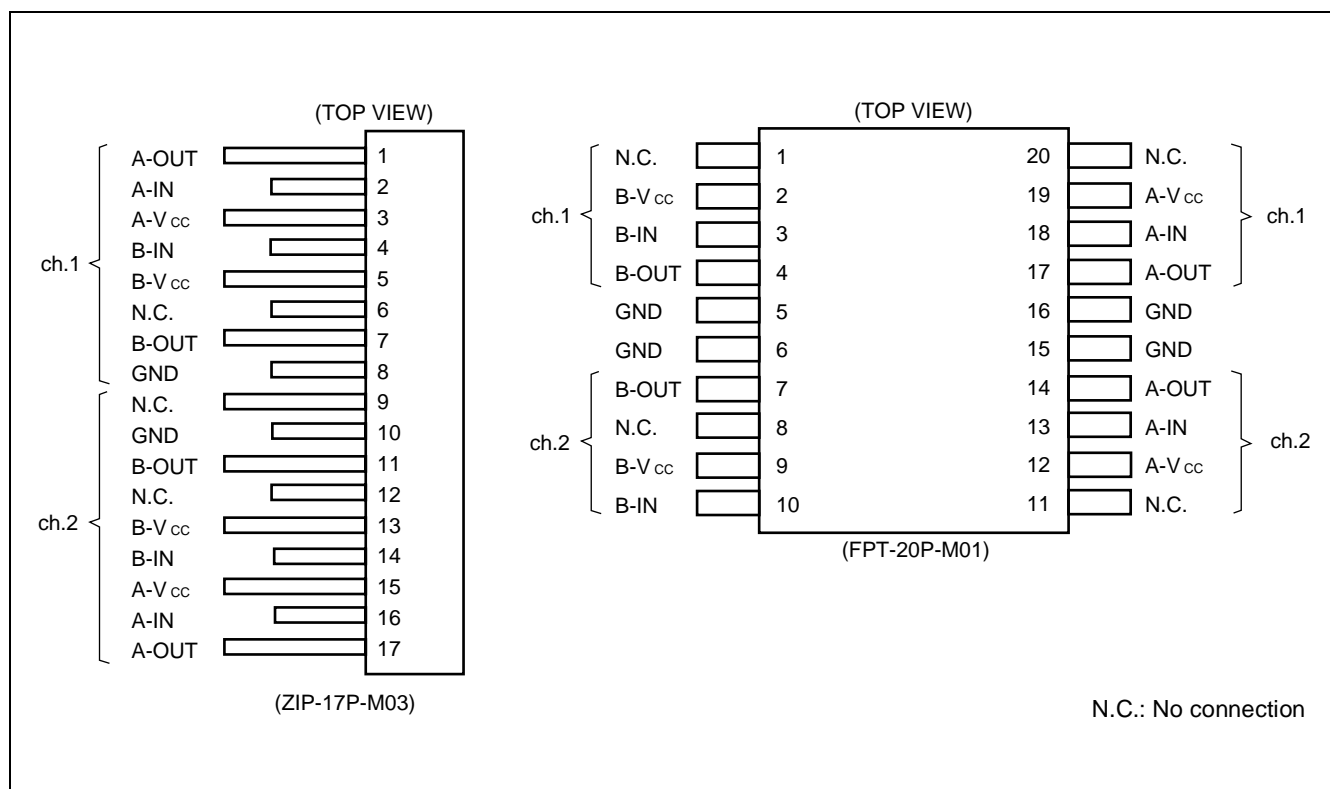 (TOP VIEW)
ch.1
A-OUT 1
A-IN 2
A-VCC 3
B-IN 4
B-VCC 5
N.C. 6
B-OUT 7
GND 8
ch.2
N.C. 9
GND 10
B-OUT 11
N.C. 12
B-VCC 13
B-IN 14
A-VCC 15
A-IN 16
A-OUT 17
(ZIP-17P-M03)
(TOP VIEW)
ch.1
N.C. 1 20 N.C.
B-VCC 2 19 A-VCC
B-IN 3 18 A-IN
B-OUT 4 17 A-OUT
ch.1
GND 5 16 GND
GND 6 15 GND
ch.2
B-OUT 7 14 A-OUT
N.C. 8 13 A-IN
B-VCC 9 12 A-VCC
B-IN 10 11 N.C.
ch.2
(FPT-20P-M01)
N.C.: No connection